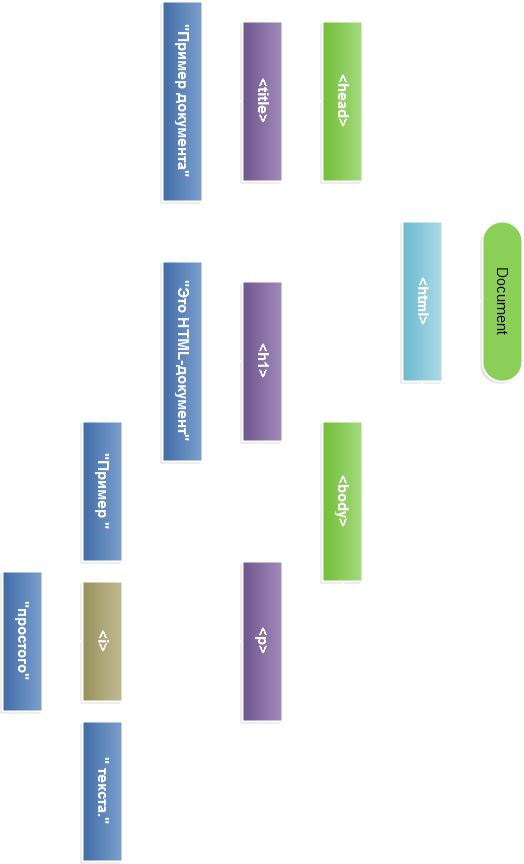 Document
<html>
<head>
<body>
<title>
<h1>
<p>
"Пример документа"
"Это HTML-документ"
"Пример "
<i>
" текста."
"простого"